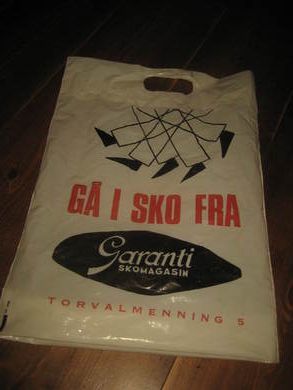 GÅ I SKO FRA
Garanti
SKOMAGASIN
TORVALMENNING 5